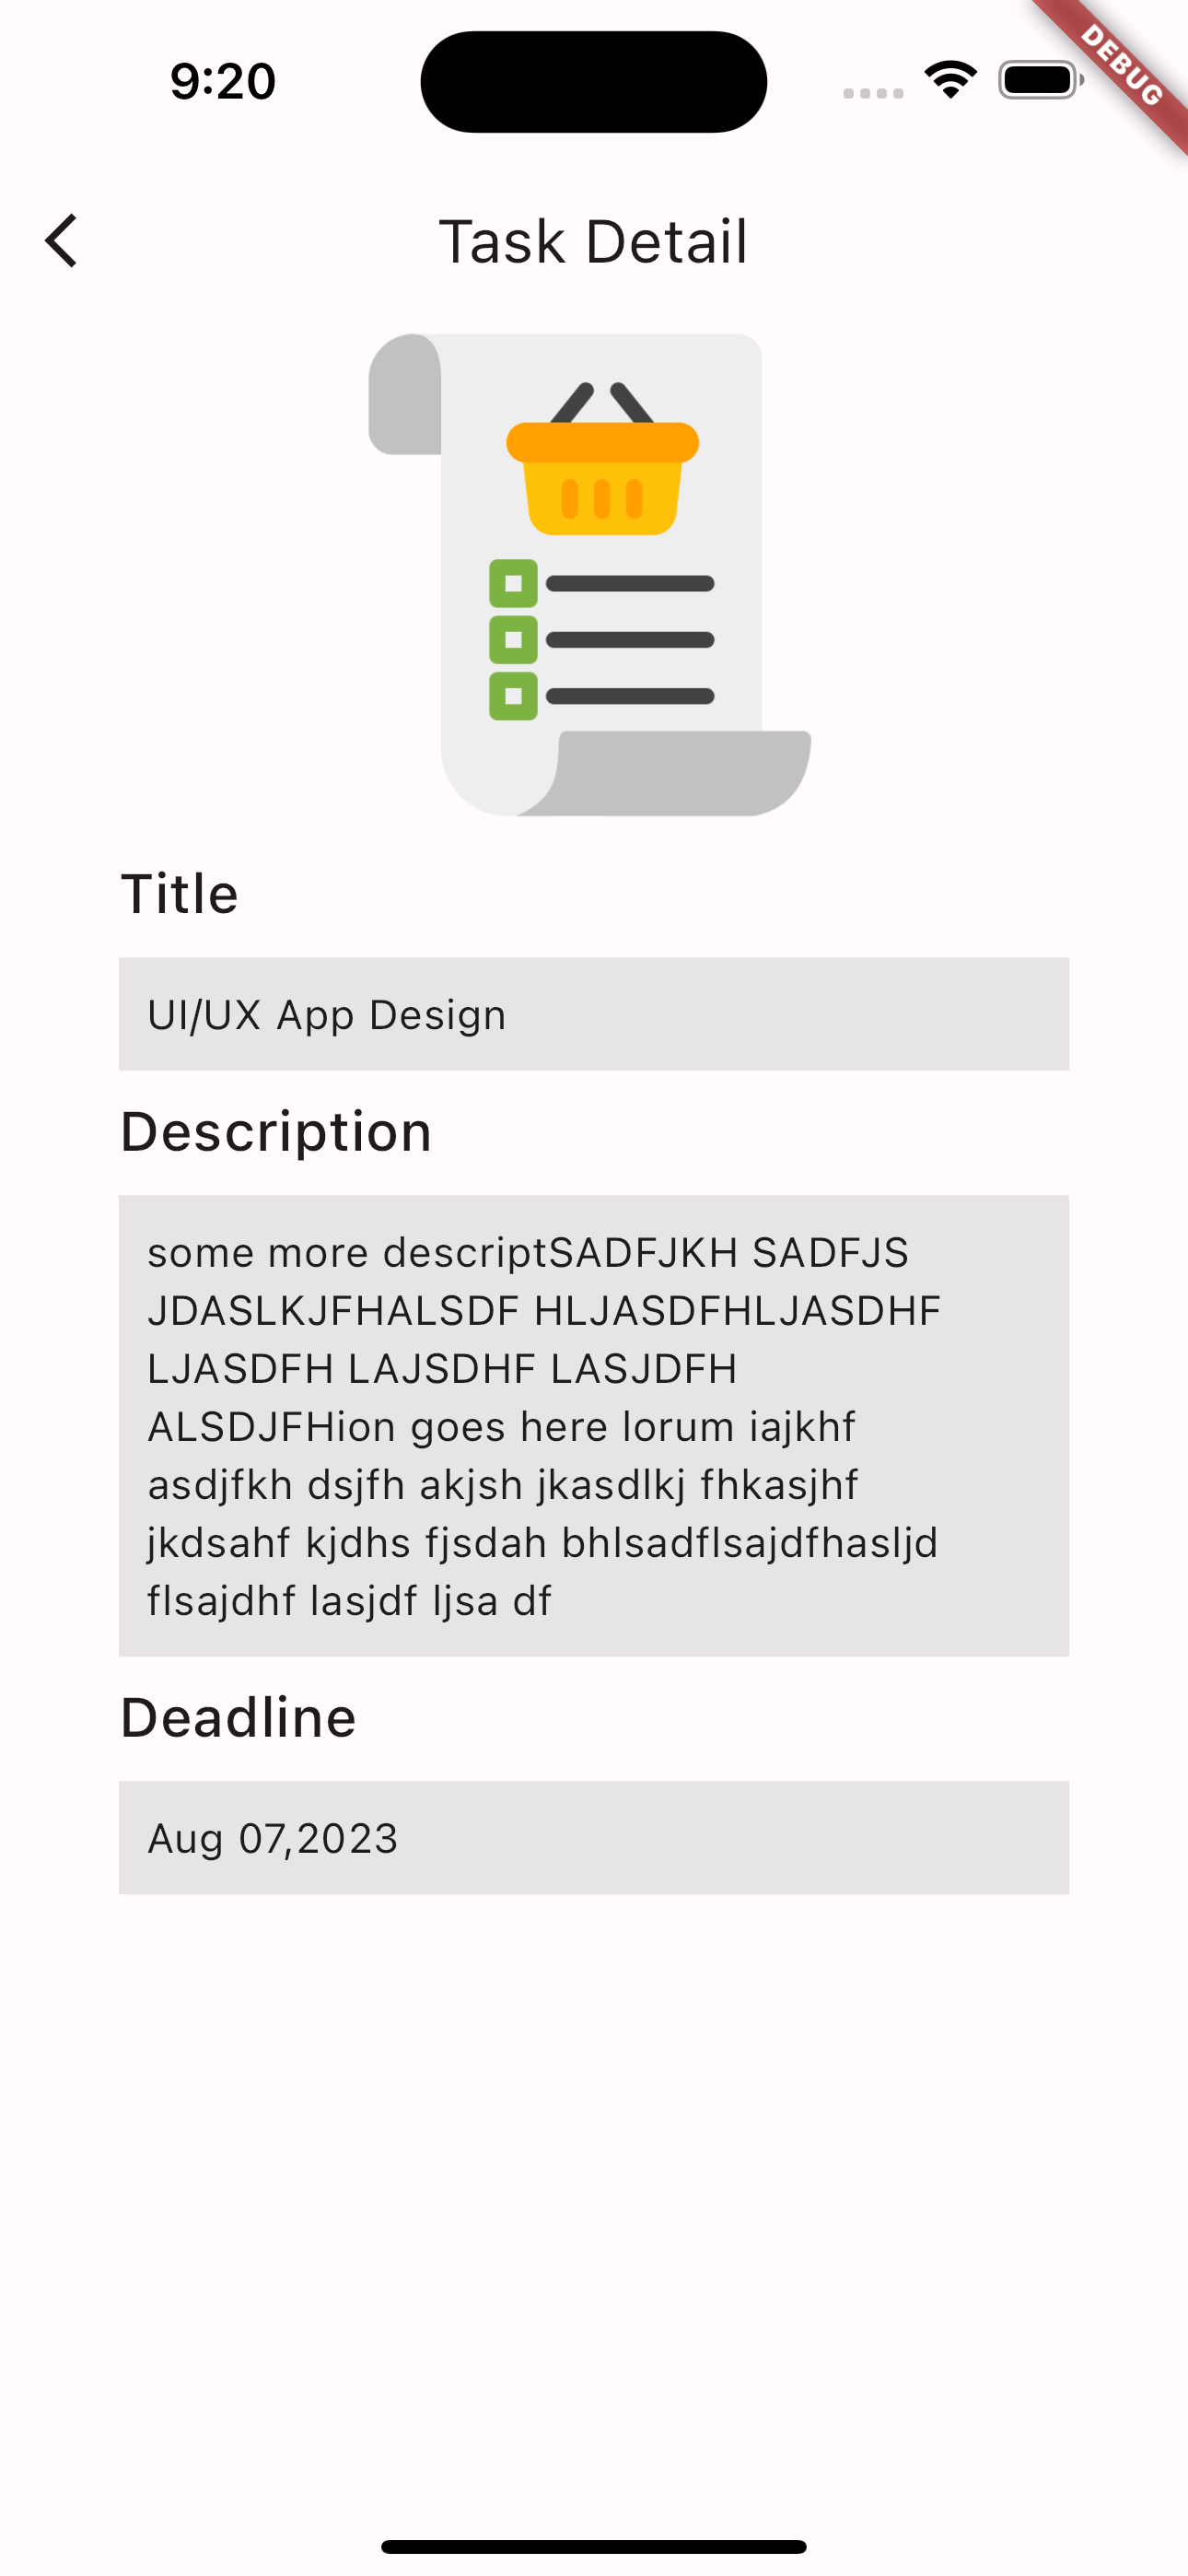 9:20
DEBUG
Task Detail
Title
UI/UX App Design
Description
some more descriptSADFJKH SADFJS
JDASLKJFHALSDF HLJASDFHLJASDHF
LJASDFH LAJSDHF LASJDFH
ALSDJFHion goes here lorum iajkhf
asdjfkh dsjfh akjsh jkasdlkj fhkasjhf
jkdsahf kjdhs fjsdah bhlsadflsajdfhasljd
flsajdhf lasjdf ljsa df
Deadline
Aug 07,2023